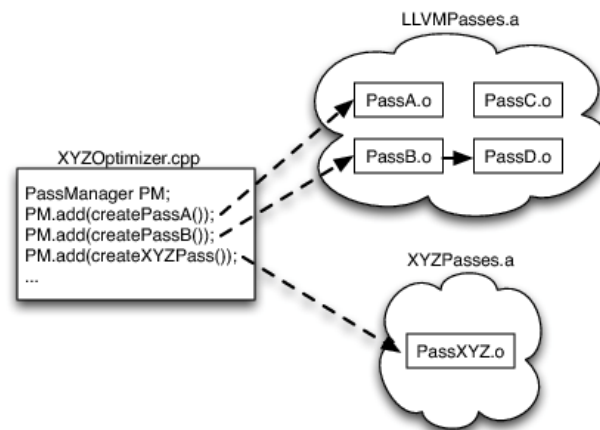 LLVMPasses.a
PassA.o
PassC.o
PassB.o
PassD.o
XYZOptimizer.cpp
PassManager PM;
PM.add(createPassA());
PM.add(createPassB());
PM.add(createXYZPass());
...
XYZPasses.a
PassXYZ.o